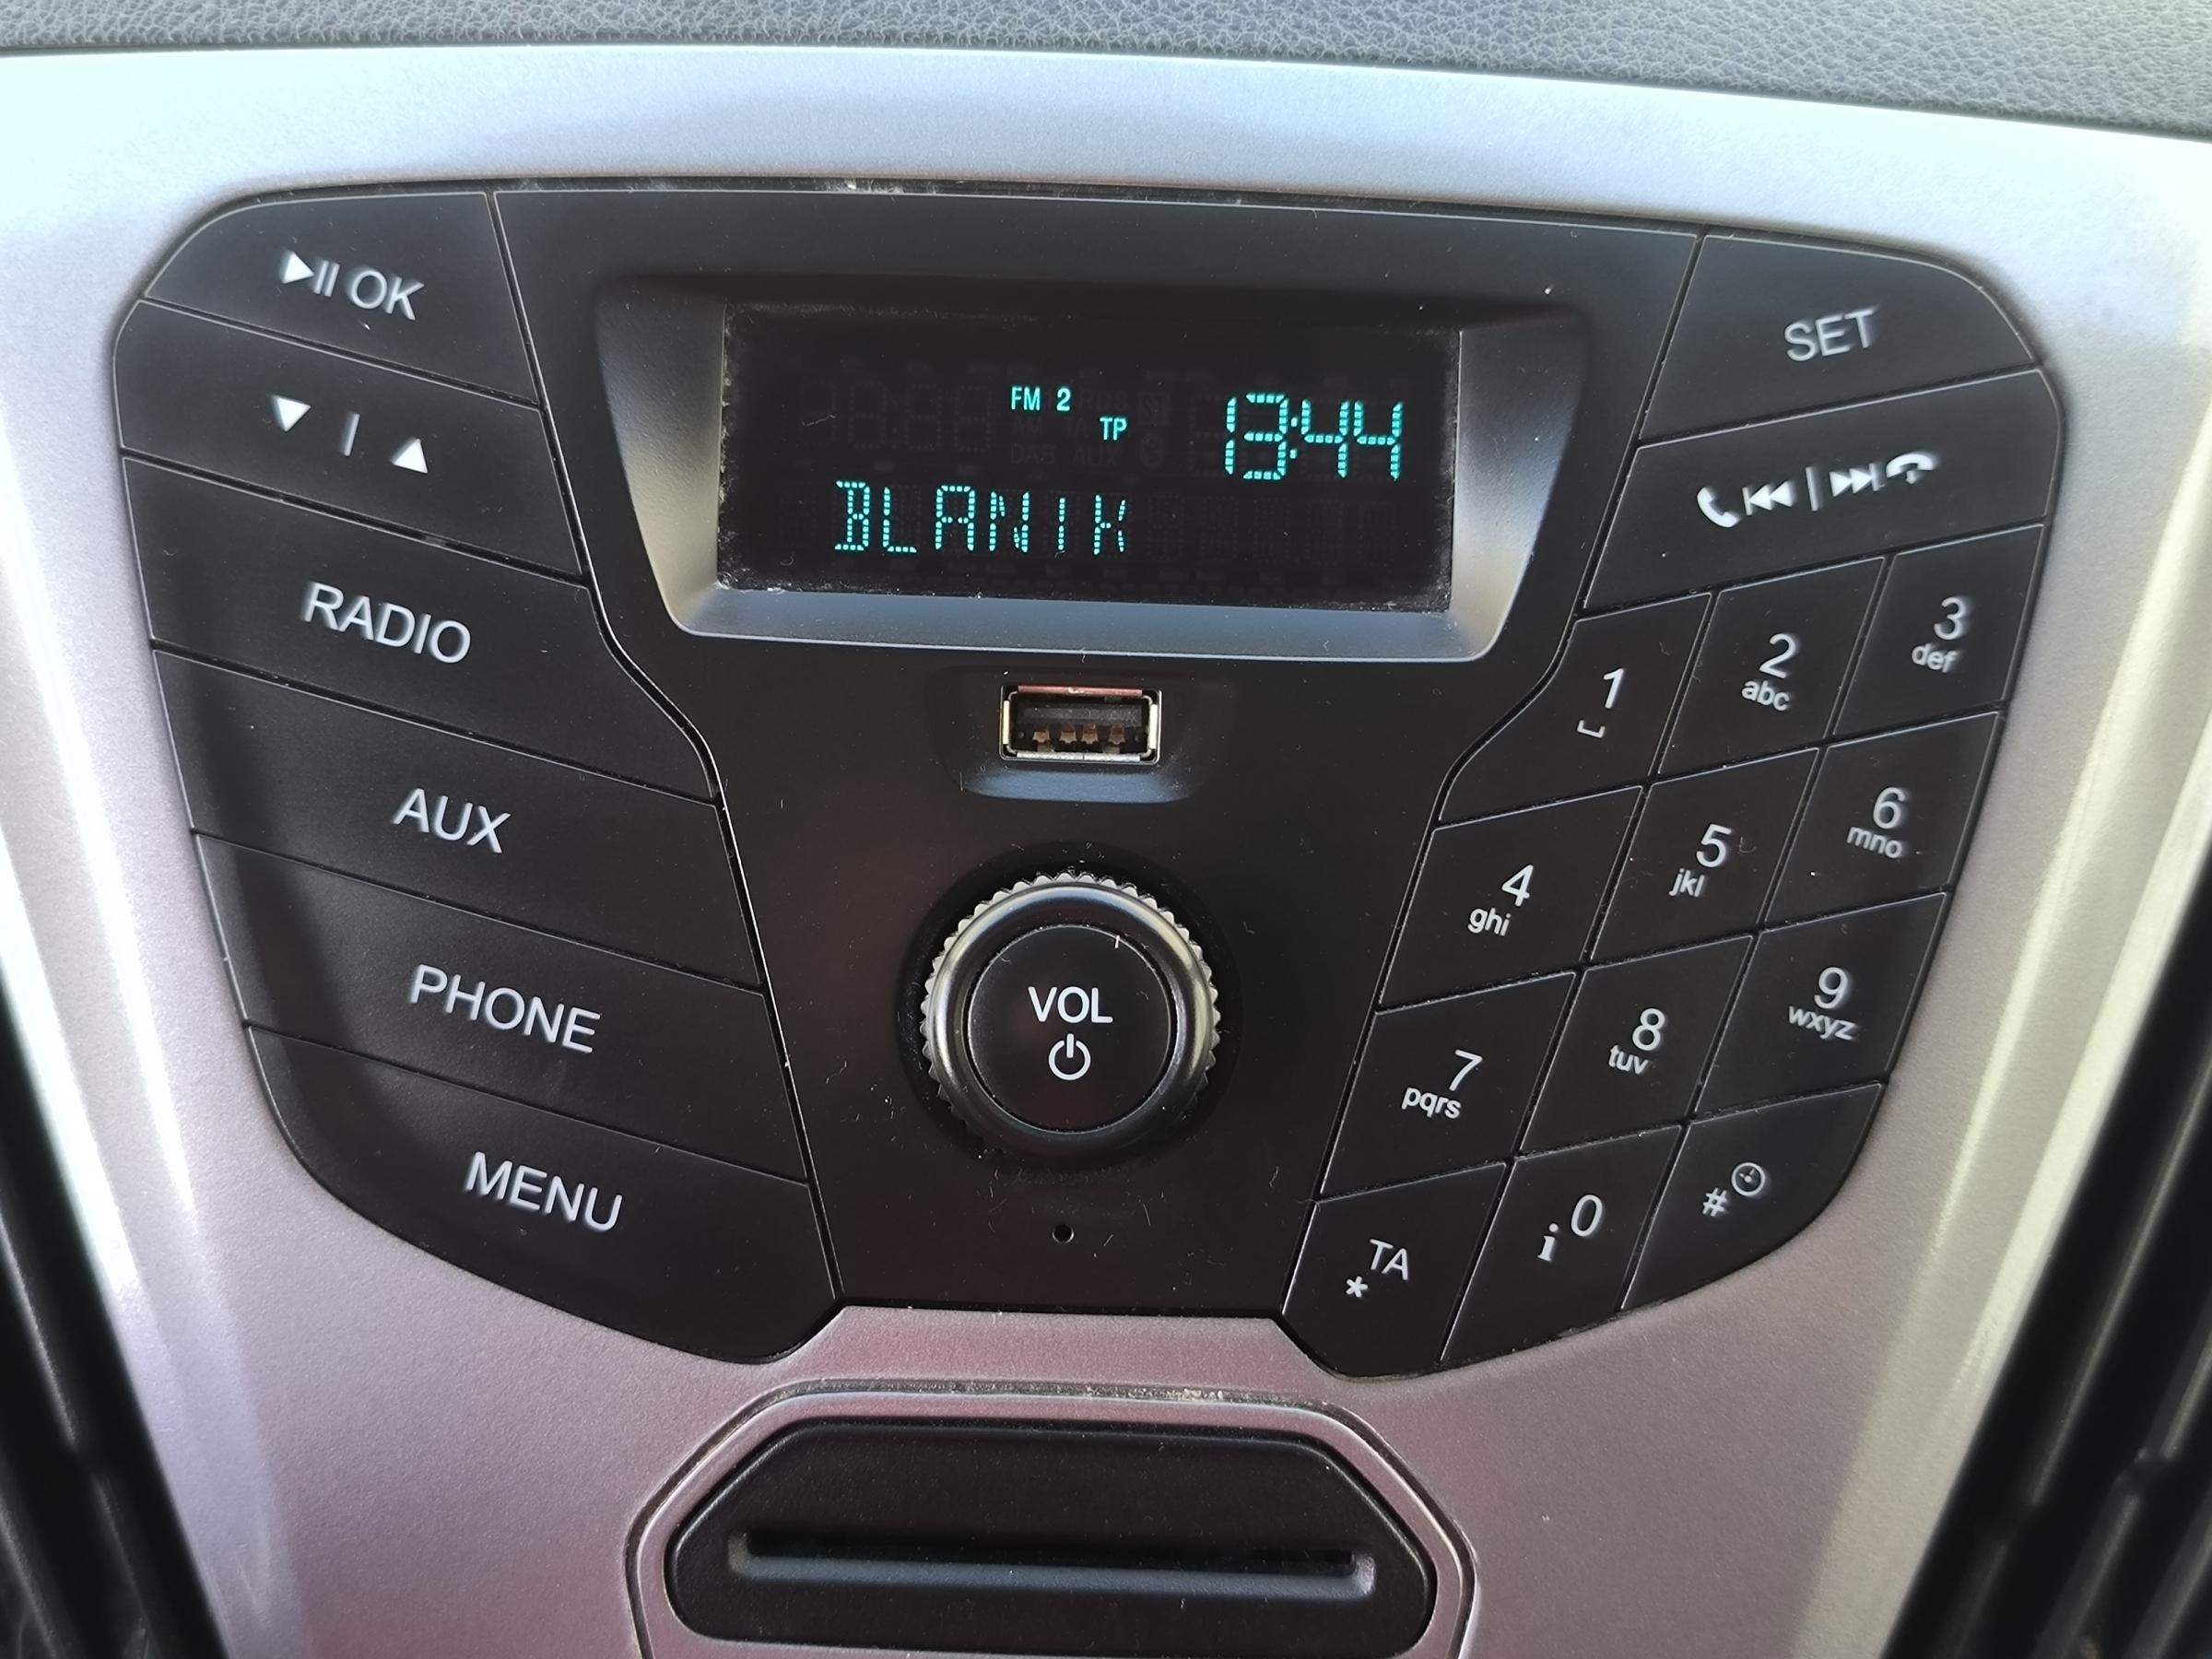 OK
FM 2
TP
13:44
BLANIK
SET
RADIO
AUX
PHONE
MENU
VOL
1
2
abc
3
def
4
ghi
5
jkl
6
mno
7
pqrs
8
tuv
9
wxyz
TA
*
0
i
#